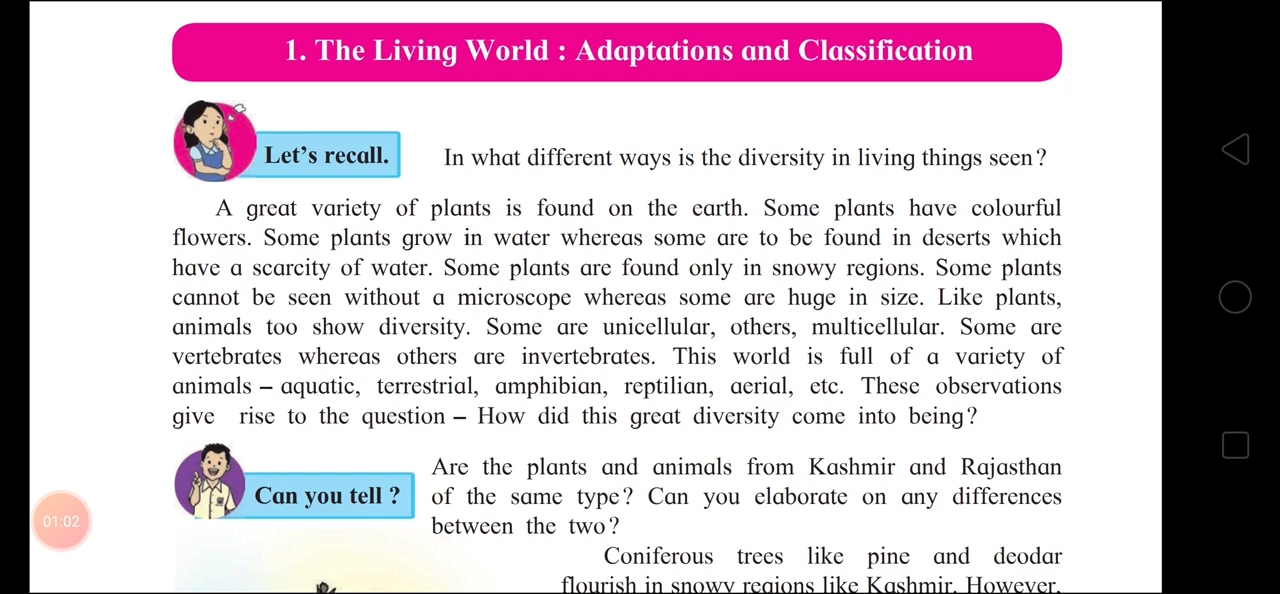 1. The Living World : Adaptations and Classification
Let's recall.
In what different ways is the diversity in living things seen?
A great variety of plants is found on the earth. Some plants have colourful
flowers. Some plants grow in water whereas some are to be found in deserts which
have a scarcity of water. Some plants are found only in snowy regions. Some plants
cannot be seen without a microscope whereas some are huge in size. Like plants,
animals too show diversity. Some are unicellular, others, multicellular. Some are
vertebrates whereas others are invertebrates. This world is full of a variety of
animals – aquatic, terrestrial, amphibian, reptilian, aerial, etc. These observations
give rise to the question – How did this great diversity come into being?
Can you tell ?
Are the plants and animals from Kashmir and Rajasthan
of the same type? Can you elaborate on any differences
between the two?
01:02
Coniferous trees like pine and deodar
flourish in snowy regions like Kashmir. However,